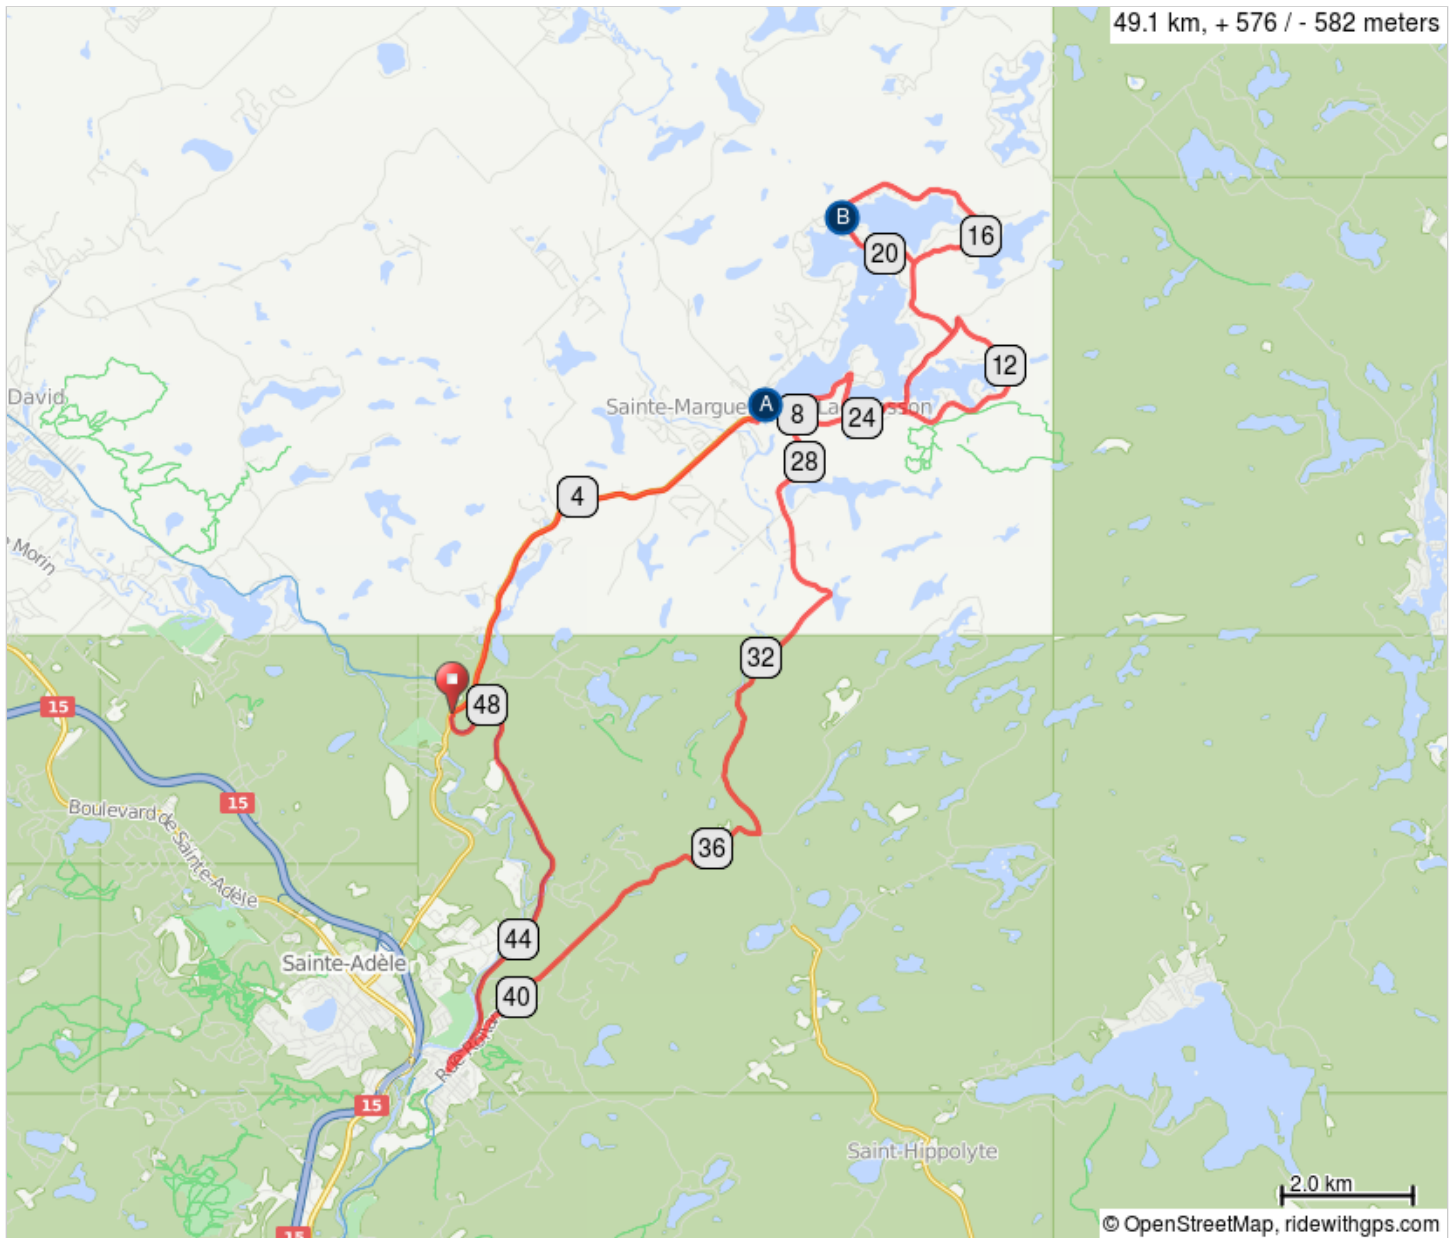 49.1 km, + 576 / - 582 meters
B
16
20
12
David
Sainte-Margue
A
8
24
sson
28
4
Morin
32
48
15
15
Boulevard de Sainte-Adèle
36
44
Sainte-Adèle
40
15
Saint-Hippolyte
2.0 km
15
© OpenStreetMap, ridewithgps.com